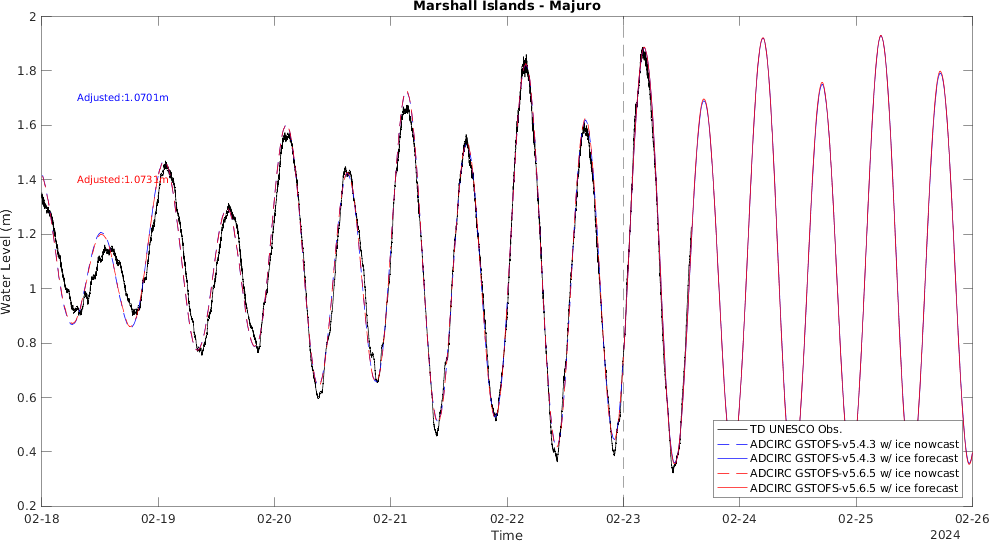 Marshall Islands - Majuro
2
1.8
1.6
1.4
1.2
1
0.8
0.6
0.4
0.2
Water Level (m)
Adjusted:1.0701m
Adjusted:1.0731m
TD UNESCO Obs.
ADCIRC GSTOFS-v5.4.3 w/ ice nowcast
ADCIRC GSTOFS-v5.4.3 w/ ice forecast
ADCIRC GSTOFS-v5.6.5 w/ ice nowcast
ADCIRC GSTOFS-v5.6.5 w/ ice forecast
02-18 02-19 02-20 02-21 02-22 02-23 02-24 02-25 02-26
Time
2024